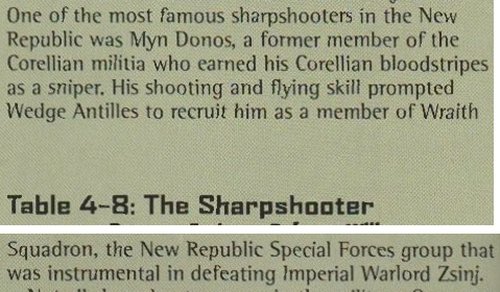 One of the most famous sharpshooters in the New
Republic was Myn Donos, a former member of the
Corellian militia who earned his Corellian bloodstripes
as a sniper. His shooting and flying skill prompted
Wedge Antilles to recruit him as a member of Wraith
Table 4-8: The Sharpshooter
Squadron, the New Republic Special Forces group that
was instrumental in defeating Imperial Warlord Zsinj.